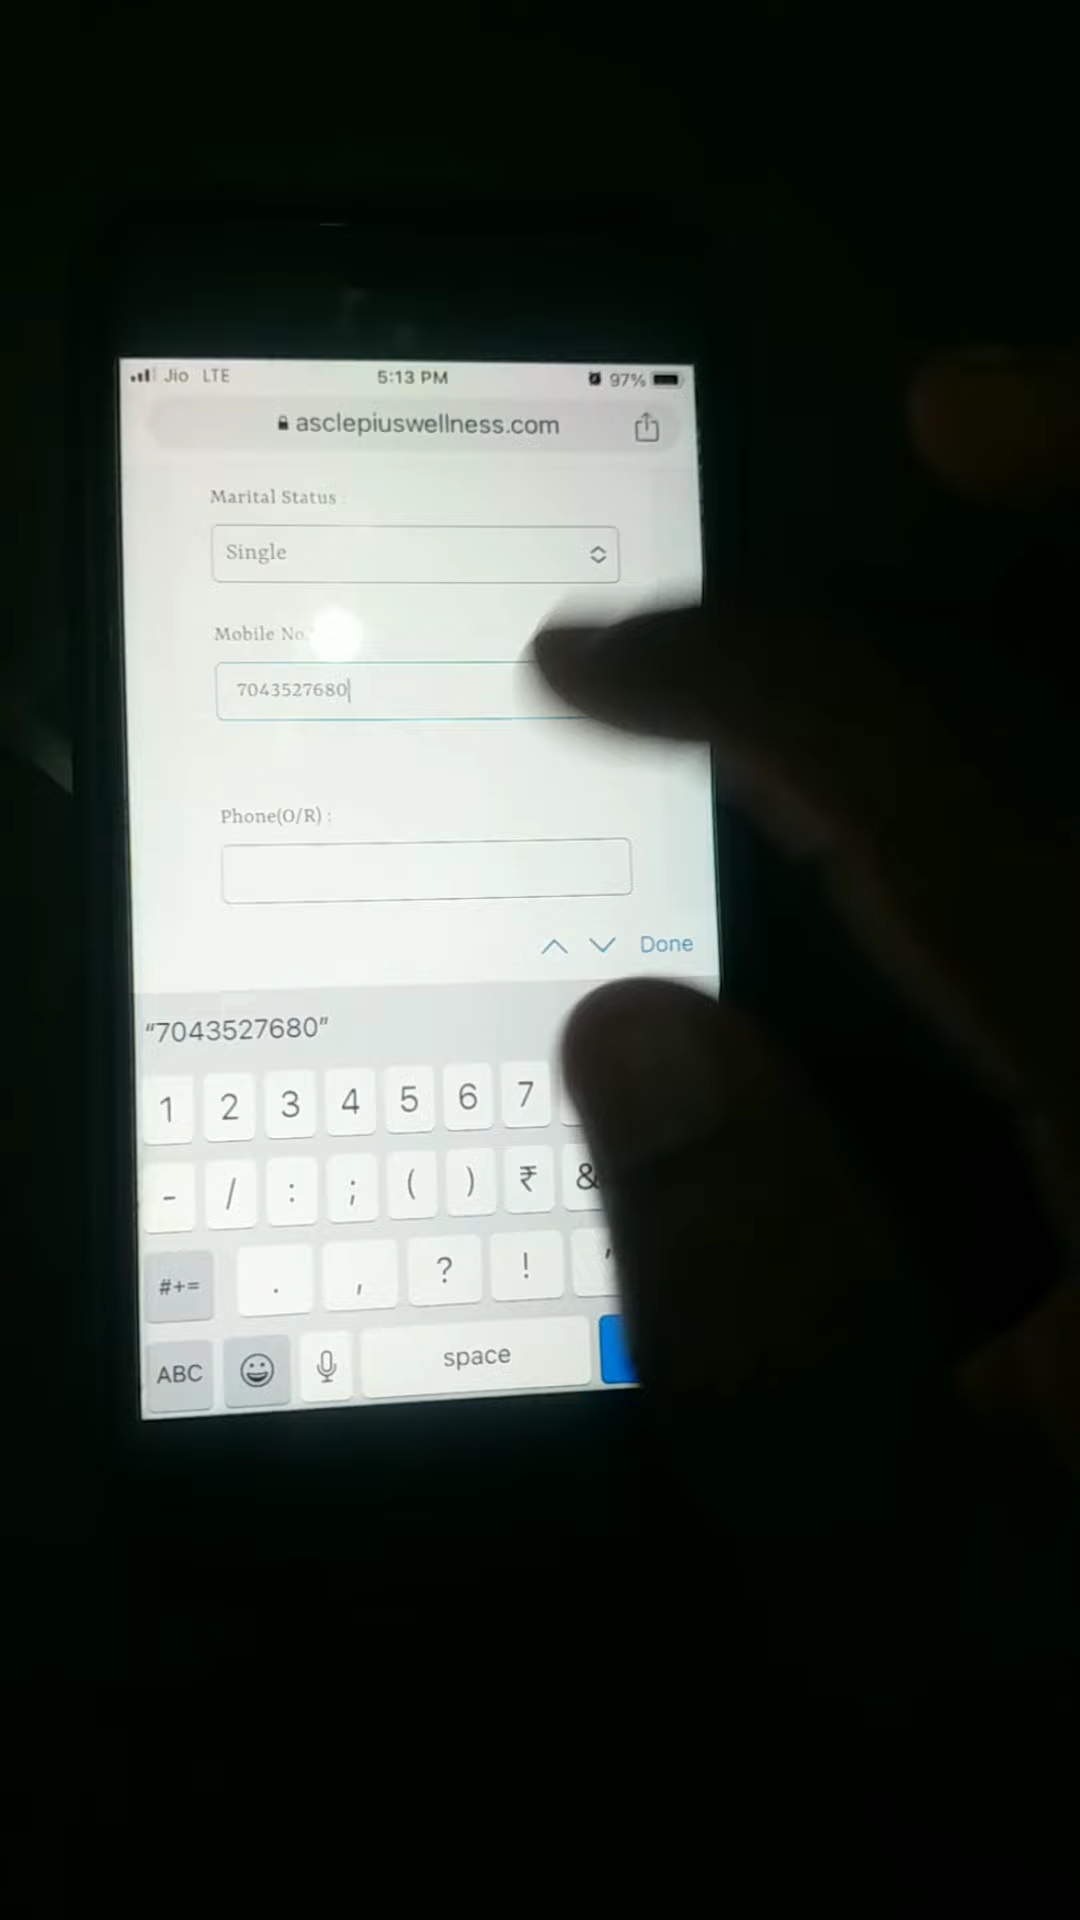 Jio LTE 5:13 PM 97%
asclepiuswellness.com
Marital Status :
Single
Mobile No.
7043527680
Phone(O/R) :
Done
"7043527680"
1 2 3 4 5 6 7
- / : ; ( ) ₹ &
#+= . , ? ! '
ABC space